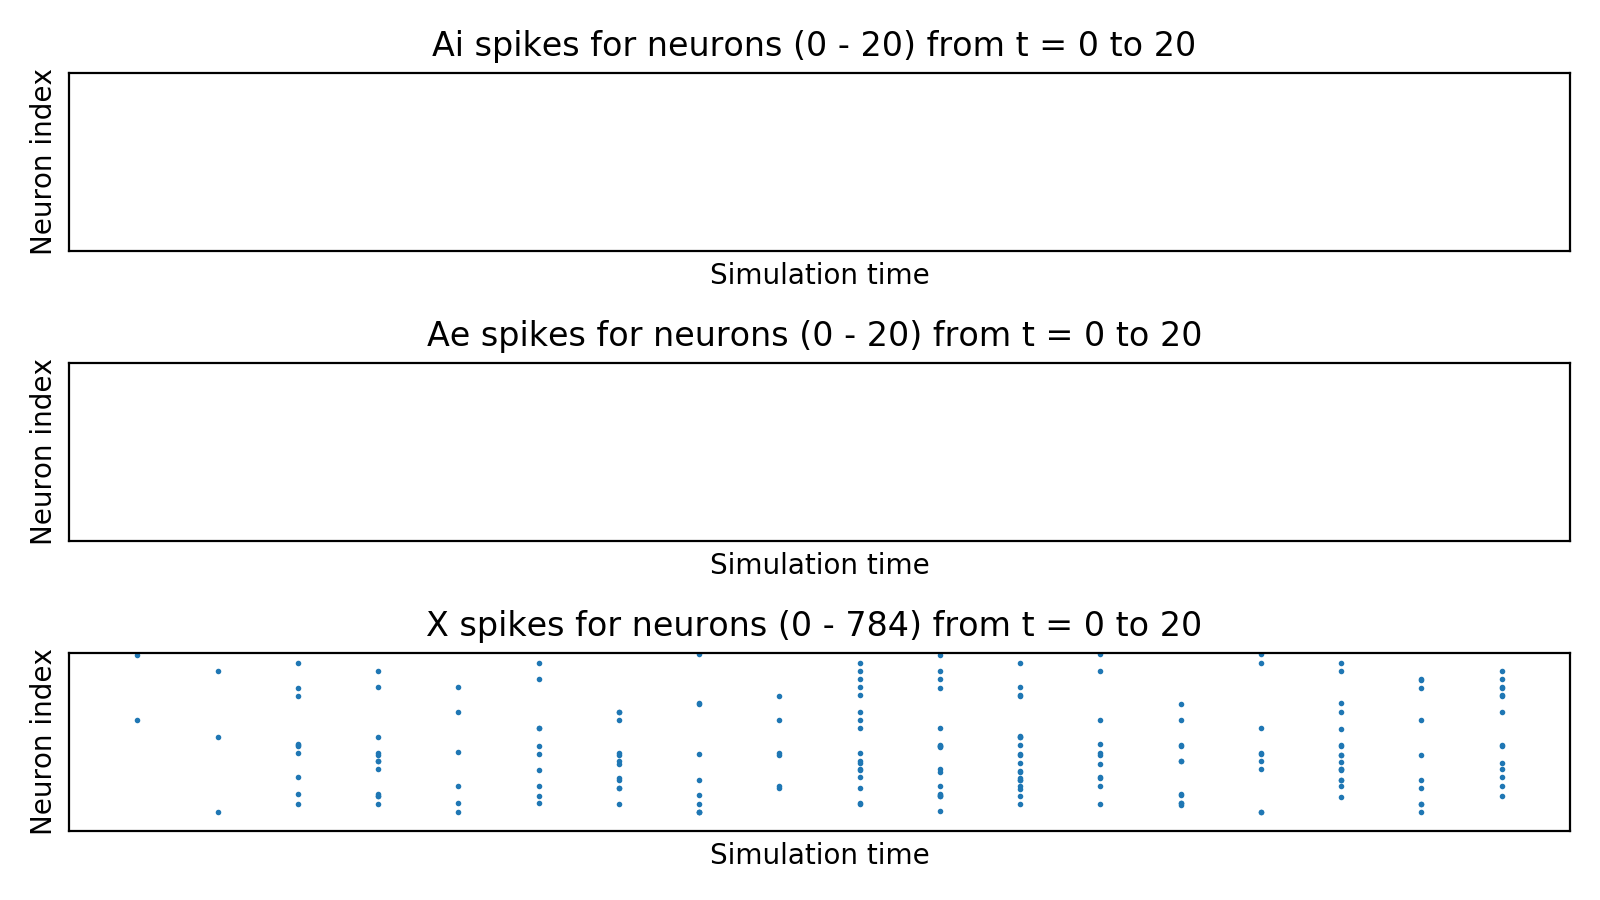 Ai spikes for neurons (0 - 20) from t = 0 to 20
Neuron index
Simulation time
Ae spikes for neurons (0 - 20) from t = 0 to 20
Neuron index
Simulation time
X spikes for neurons (0 - 784) from t = 0 to 20
Neuron index
Simulation time